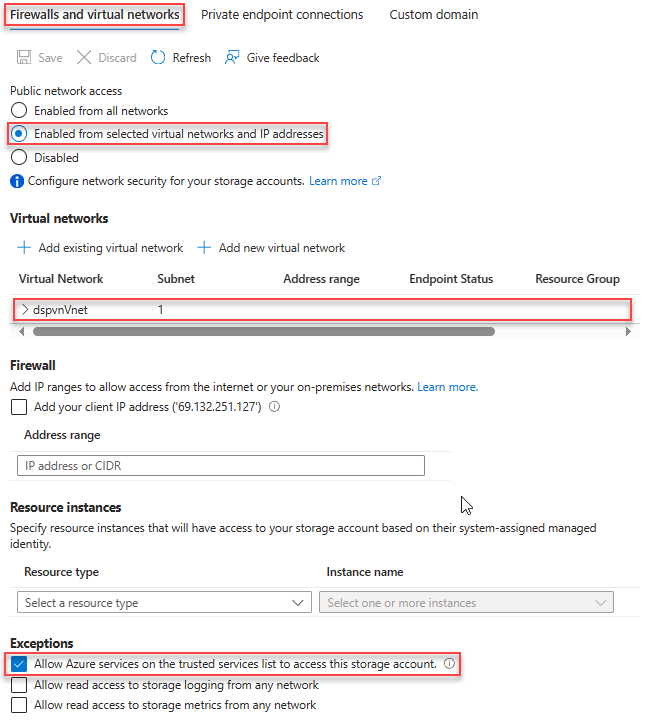 Firewalls and virtual networks Private endpoint connections Custom domain
Save Discard Refresh Give feedback
Public network access
Enabled from all networks
Enabled from selected virtual networks and IP addresses
Disabled
Configure network security for your storage accounts. Learn more
Virtual networks
+ Add existing virtual network + Add new virtual network
Virtual Network Subnet Address range Endpoint Status Resource Group
> dspvnVnet 1
Firewall
Add IP ranges to allow access from the internet or your on-premises networks. Learn more.
Add your client IP address ('69.132.251.127')
Address range
IP address or CIDR
Resource instances
Specify resource instances that will have access to your storage account based on their system-assigned managed
identity.
Resource type Instance name
Select a resource type Select one or more instances
Exceptions
Allow Azure services on the trusted services list to access this storage account.
Allow read access to storage logging from any network
Allow read access to storage metrics from any network